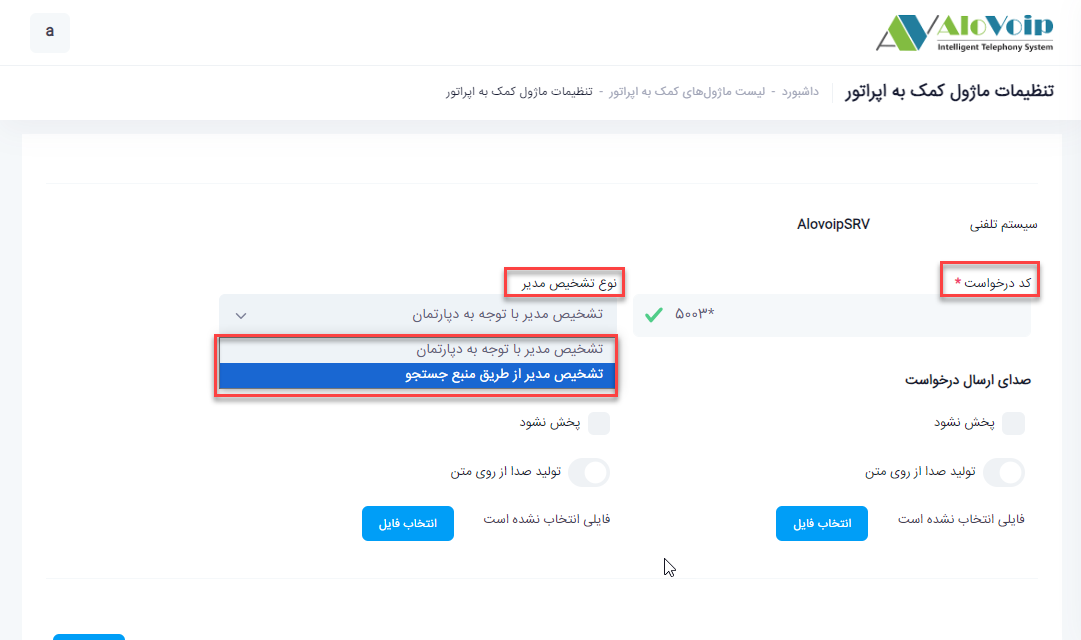 AloVoip
Intelligent Telephony System
a
تنظیمات ماژول کمک به اپراتور
داشبورد - لیست ماژول‌های کمک به اپراتور - تنظیمات ماژول کمک به اپراتور
سیستم تلفنی
AlovoipSRV
کد درخواست *
نوع تشخیص مدیر
*۵۰۰۳
تشخیص مدیر با توجه به دپارتمان
تشخیص مدیر با توجه به دپارتمان
تشخیص مدیر از طریق منبع جستجو
صدای ارسال درخواست
پخش نشود
پخش نشود
تولید صدا از روی متن
تولید صدا از روی متن
فایلی انتخاب نشده است
انتخاب فایل
فایلی انتخاب نشده است
انتخاب فایل